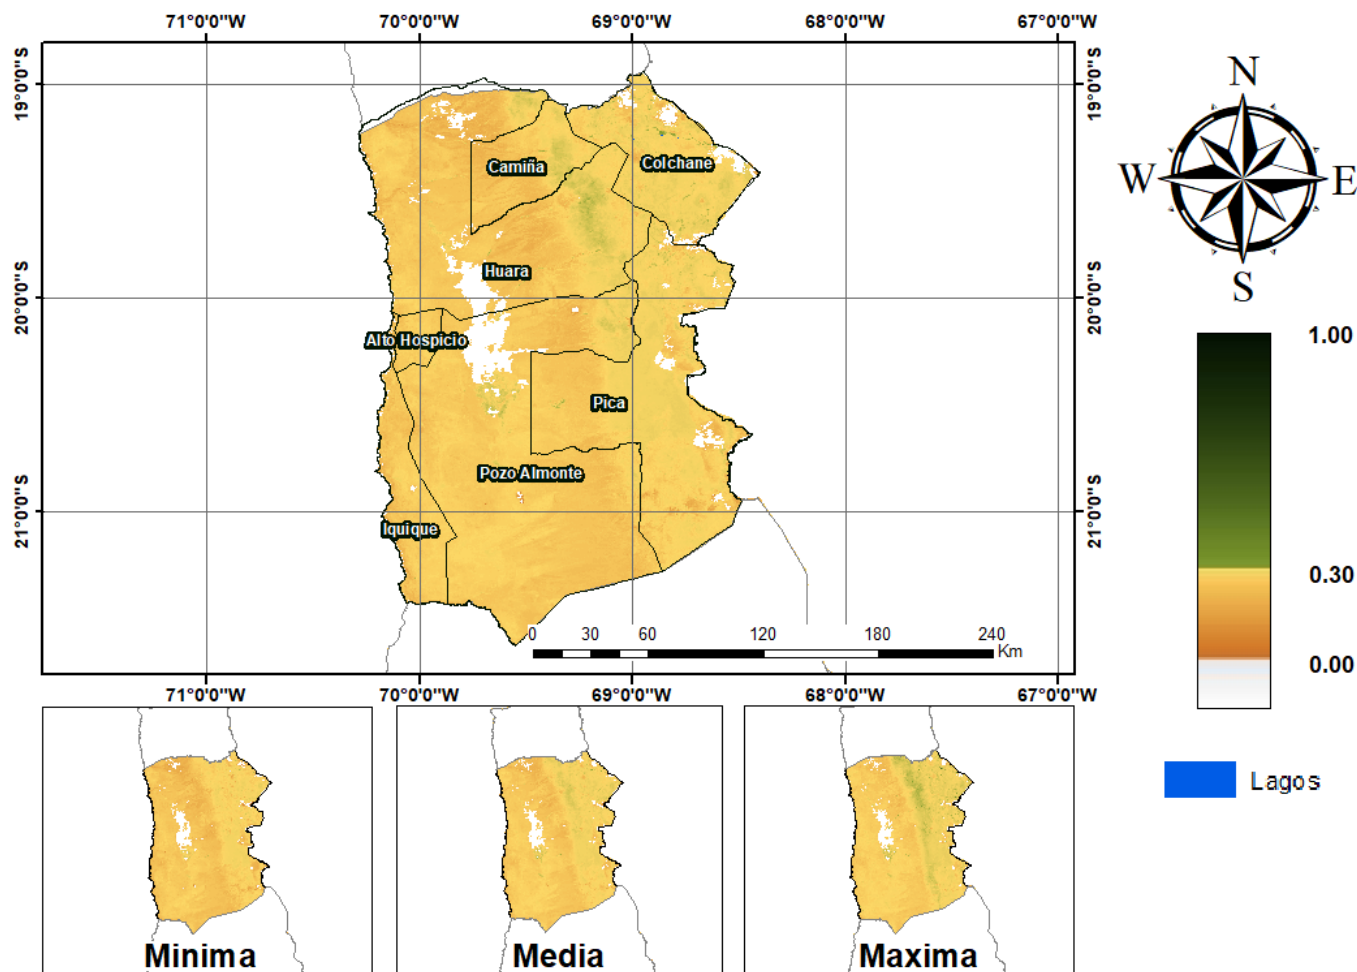 71°0'0"W 70°0'0"W 69°0'0"W 68°0'0"W 67°0'0"W
19°0'0"S 19°0'0"S
20°0'0"S 20°0'0"S
21°0'0"S 21°0'0"S
Camiña
Colchane
Huara
Alto Hospicio
Pica
Pozo Almonte
Iquique
0 30 60 120 180 240
Km
71°0'0"W 70°0'0"W 69°0'0"W 68°0'0"W 67°0'0"W
N
W E
S
1.00
0.30
0.00
Lagos
Minima Media Maxima